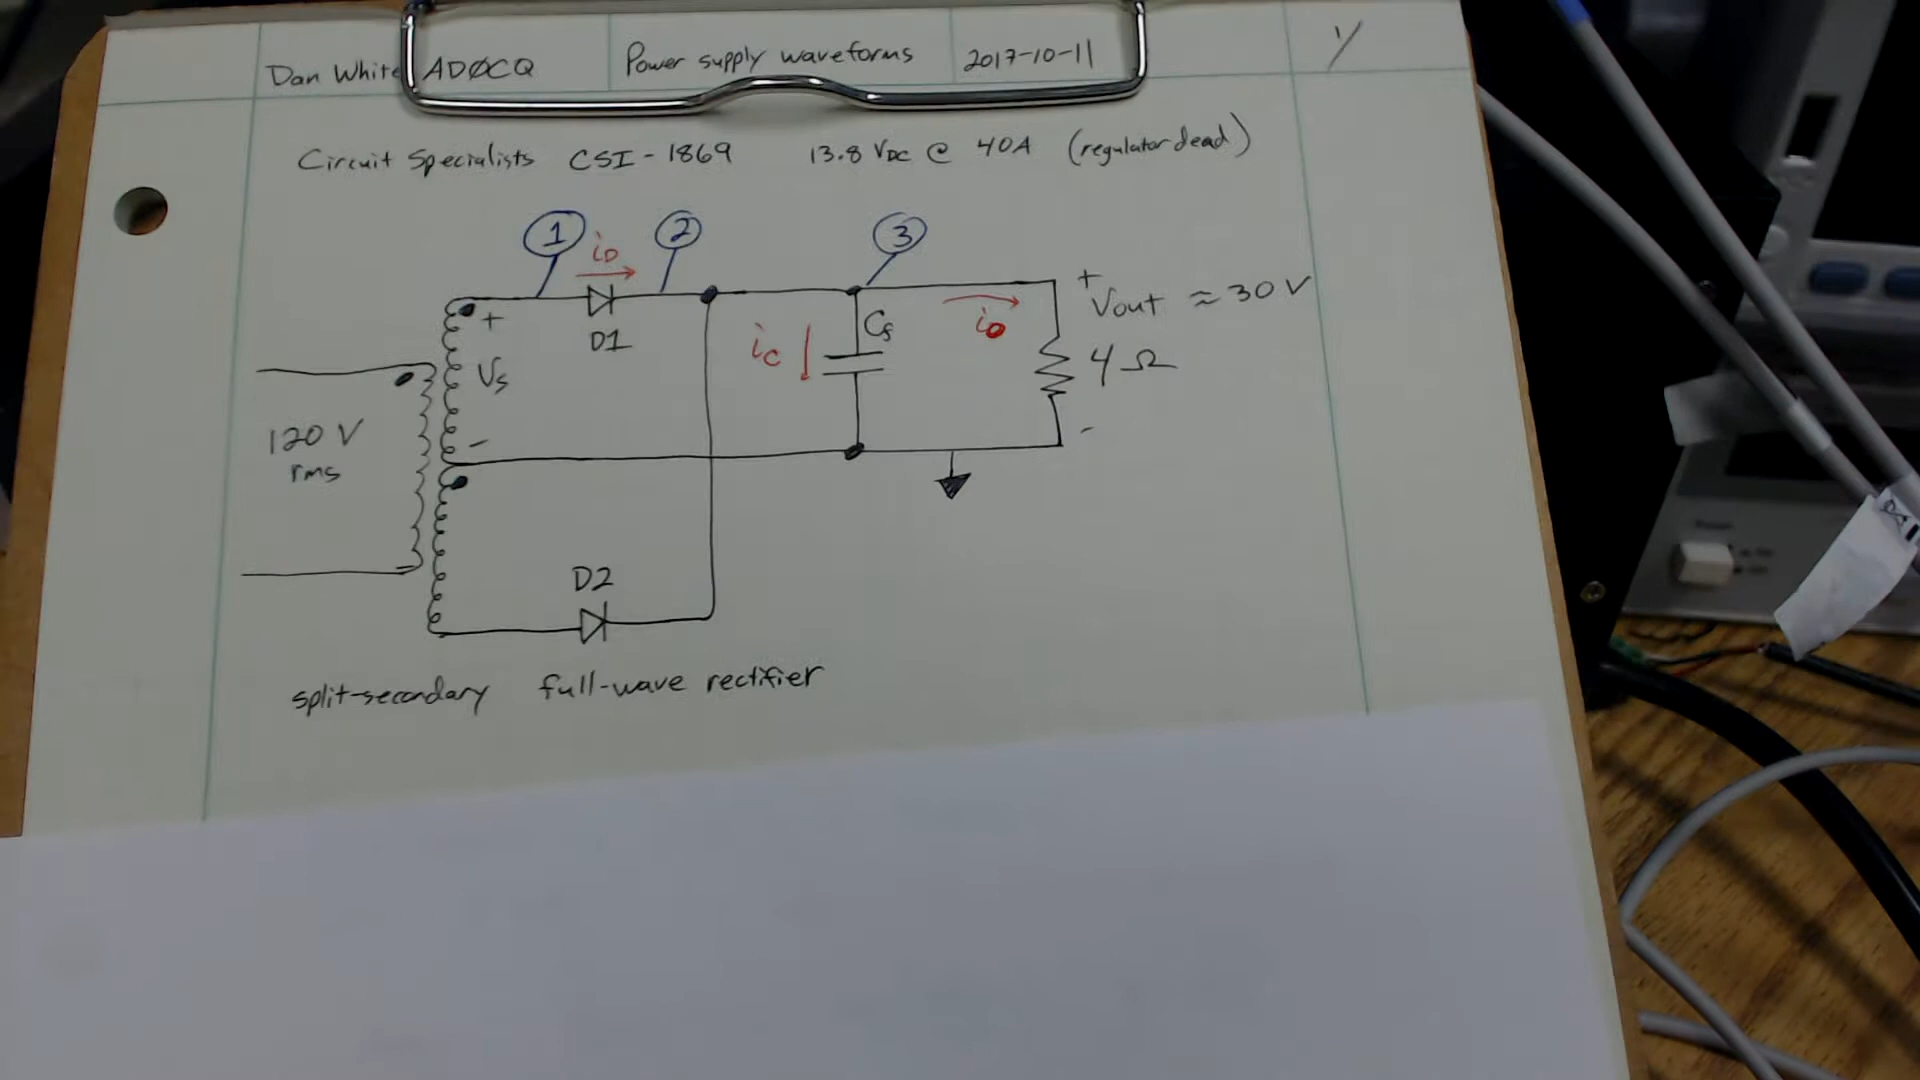 Dan White ADØCQ Power supply waveforms 2017-10-11 1/
Circuit Specialists CSI-1869 13.8 VDC @ 40A (regulator dead)
1 iD 2 3
+ D1 ic Cs io + Vout ≈ 30 V
Vs 4 Ω
120 V rms - -
D2
split-secondary full-wave rectifier